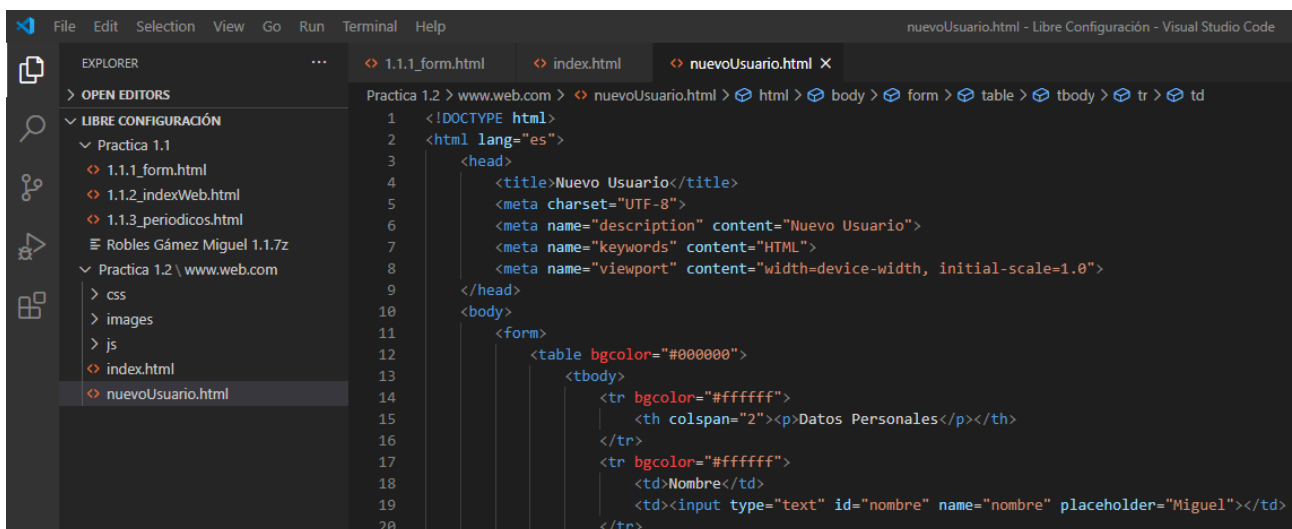 File Edit Selection View Go Run Terminal Help nuevoUsuario.html - Libre Configuración - Visual Studio Code
EXPLORER ...
OPEN EDITORS
LIBRE CONFIGURACIÓN
Practica 1.1
1.1.1_form.html
1.1.2_indexWeb.html
1.1.3_periodicos.html
Robles Gámez Miguel 1.1.7z
Practica 1.2 \ www.web.com
css
images
js
index.html
nuevoUsuario.html
1.1.1_form.html index.html nuevoUsuario.html
Practica 1.2 > www.web.com > nuevoUsuario.html > html > body > form > table > tbody > tr > td
1 <!DOCTYPE html>
2 <html lang="es">
3 <head>
4 <title>Nuevo Usuario</title>
5 <meta charset="UTF-8">
6 <meta name="description" content="Nuevo Usuario">
7 <meta name="keywords" content="HTML">
8 <meta name="viewport" content="width=device-width, initial-scale=1.0">
9 </head>
10 <body>
11 <form>
12 <table bgcolor="#000000">
13 <tbody>
14 <tr bgcolor="#ffffff">
15 <th colspan="2"><p>Datos Personales</p></th>
16 </tr>
17 <tr bgcolor="#ffffff">
18 <td>Nombre</td>
19 <td><input type="text" id="nombre" name="nombre" placeholder="Miguel"></td>
20 </tr>